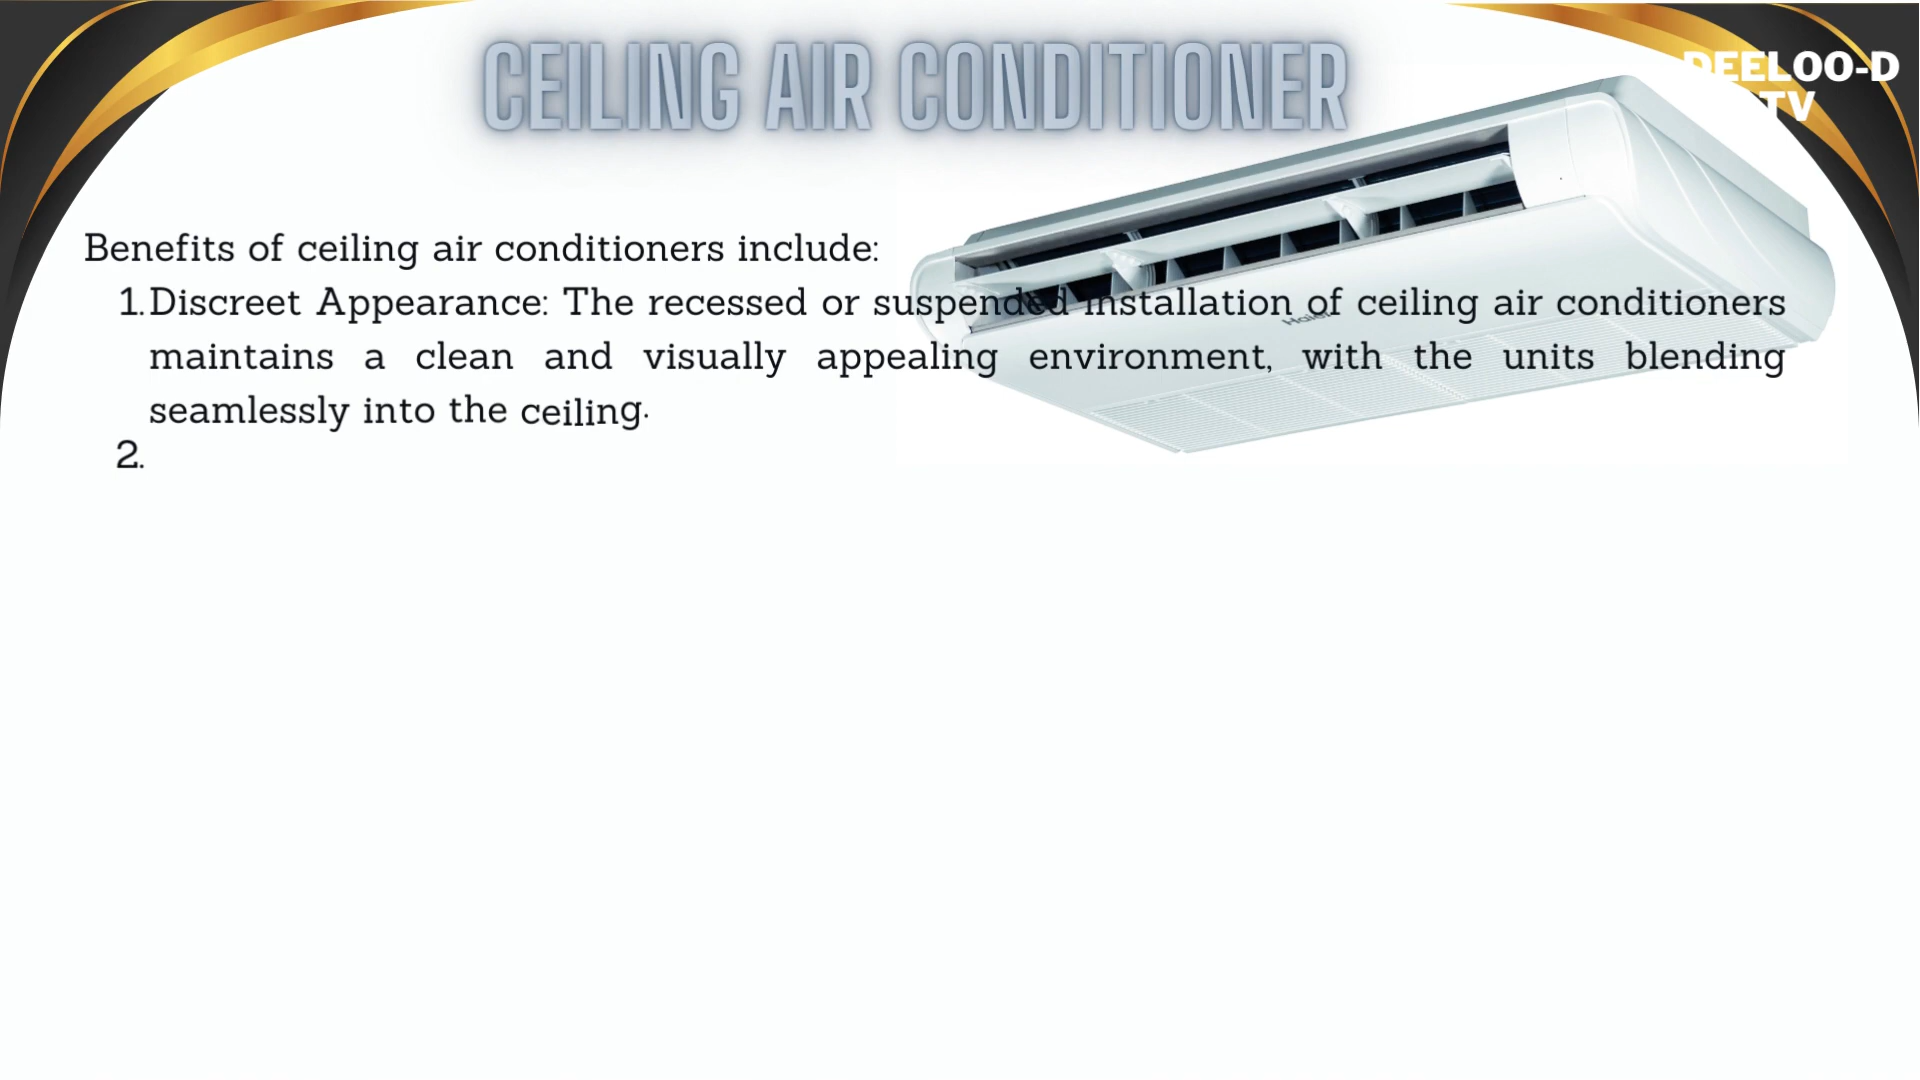 CEILING AIR CONDITIONER
DEELOO-D
TV
Benefits of ceiling air conditioners include:
1. Discreet Appearance: The recessed or suspended installation of ceiling air conditioners
maintains a clean and visually appealing environment, with the units blending
seamlessly into the ceiling.
Haier
2.